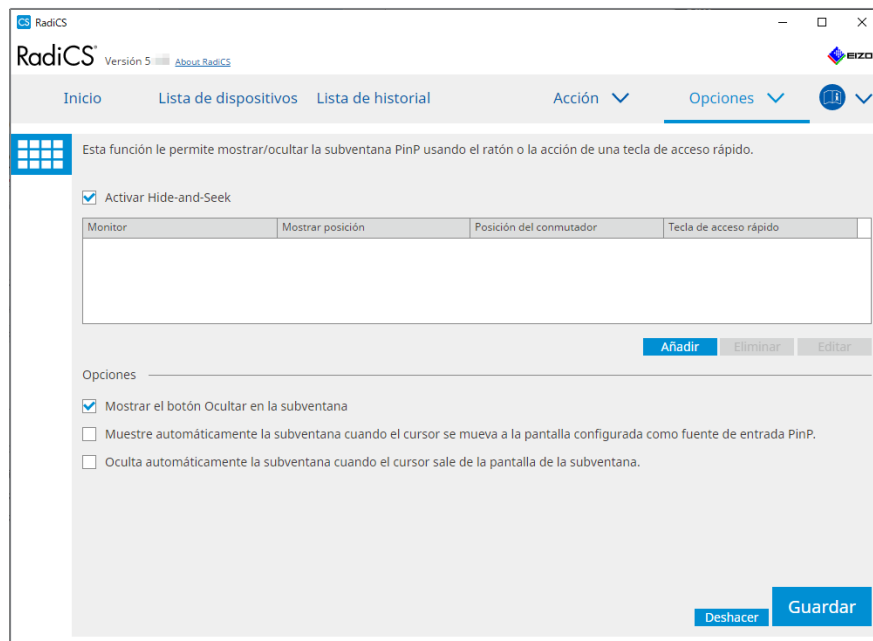 CS RadiCS
RadiCS Versión 5 About RadiCS EIZO
Inicio Lista de dispositivos Lista de historial Acción Opciones
Esta función le permite mostrar/ocultar la subventana PinP usando el ratón o la acción de una tecla de acceso rápido.
Activar Hide-and-Seek
Monitor Mostrar posición Posición del conmutador Tecla de acceso rápido
Añadir Eliminar Editar
Opciones
Mostrar el botón Ocultar en la subventana
Muestre automáticamente la subventana cuando el cursor se mueva a la pantalla configurada como fuente de entrada PinP.
Oculta automáticamente la subventana cuando el cursor sale de la pantalla de la subventana.
Deshacer Guardar